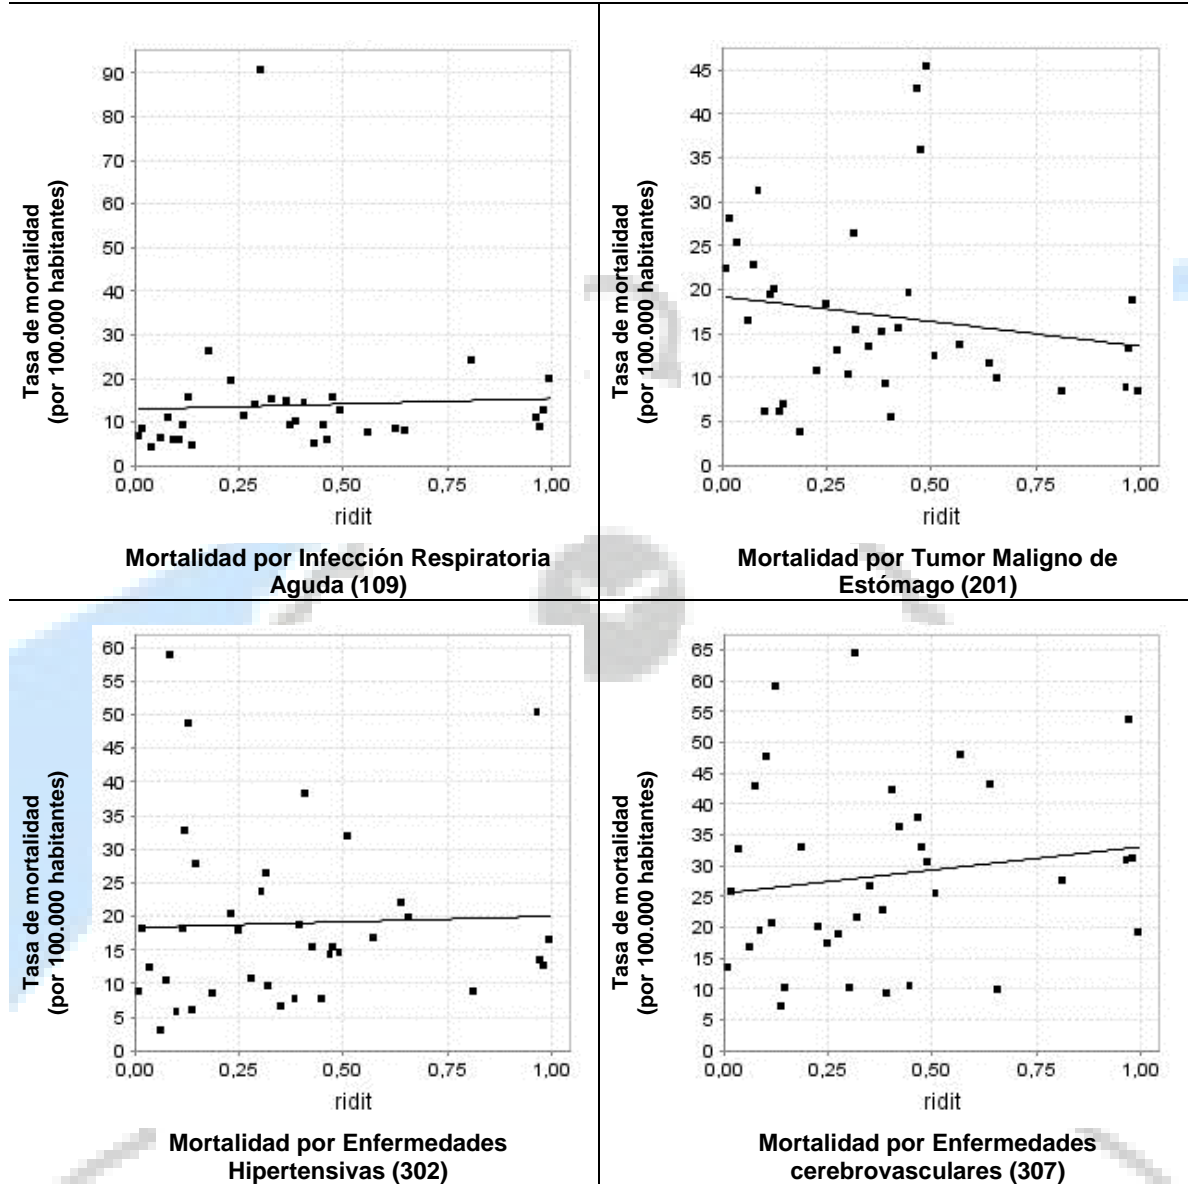 Tasa de mortalidad
(por 100.000 habitantes)
90
80
70
60
50
40
30
20
10
0
0,00 0,25 0,50 0,75 1,00
ridit
Mortalidad por Infección Respiratoria
Aguda (109)
Tasa de mortalidad
(por 100.000 habitantes)
45
40
35
30
25
20
15
10
5
0
0,00 0,25 0,50 0,75 1,00
ridit
Mortalidad por Tumor Maligno de
Estómago (201)
Tasa de mortalidad
(por 100.000 habitantes)
60
55
50
45
40
35
30
25
20
15
10
5
0
0,00 0,25 0,50 0,75 1,00
ridit
Mortalidad por Enfermedades
Hipertensivas (302)
Tasa de mortalidad
(por 100.000 habitantes)
65
60
55
50
45
40
35
30
25
20
15
10
5
0
0,00 0,25 0,50 0,75 1,00
ridit
Mortalidad por Enfermedades
cerebrovasculares (307)